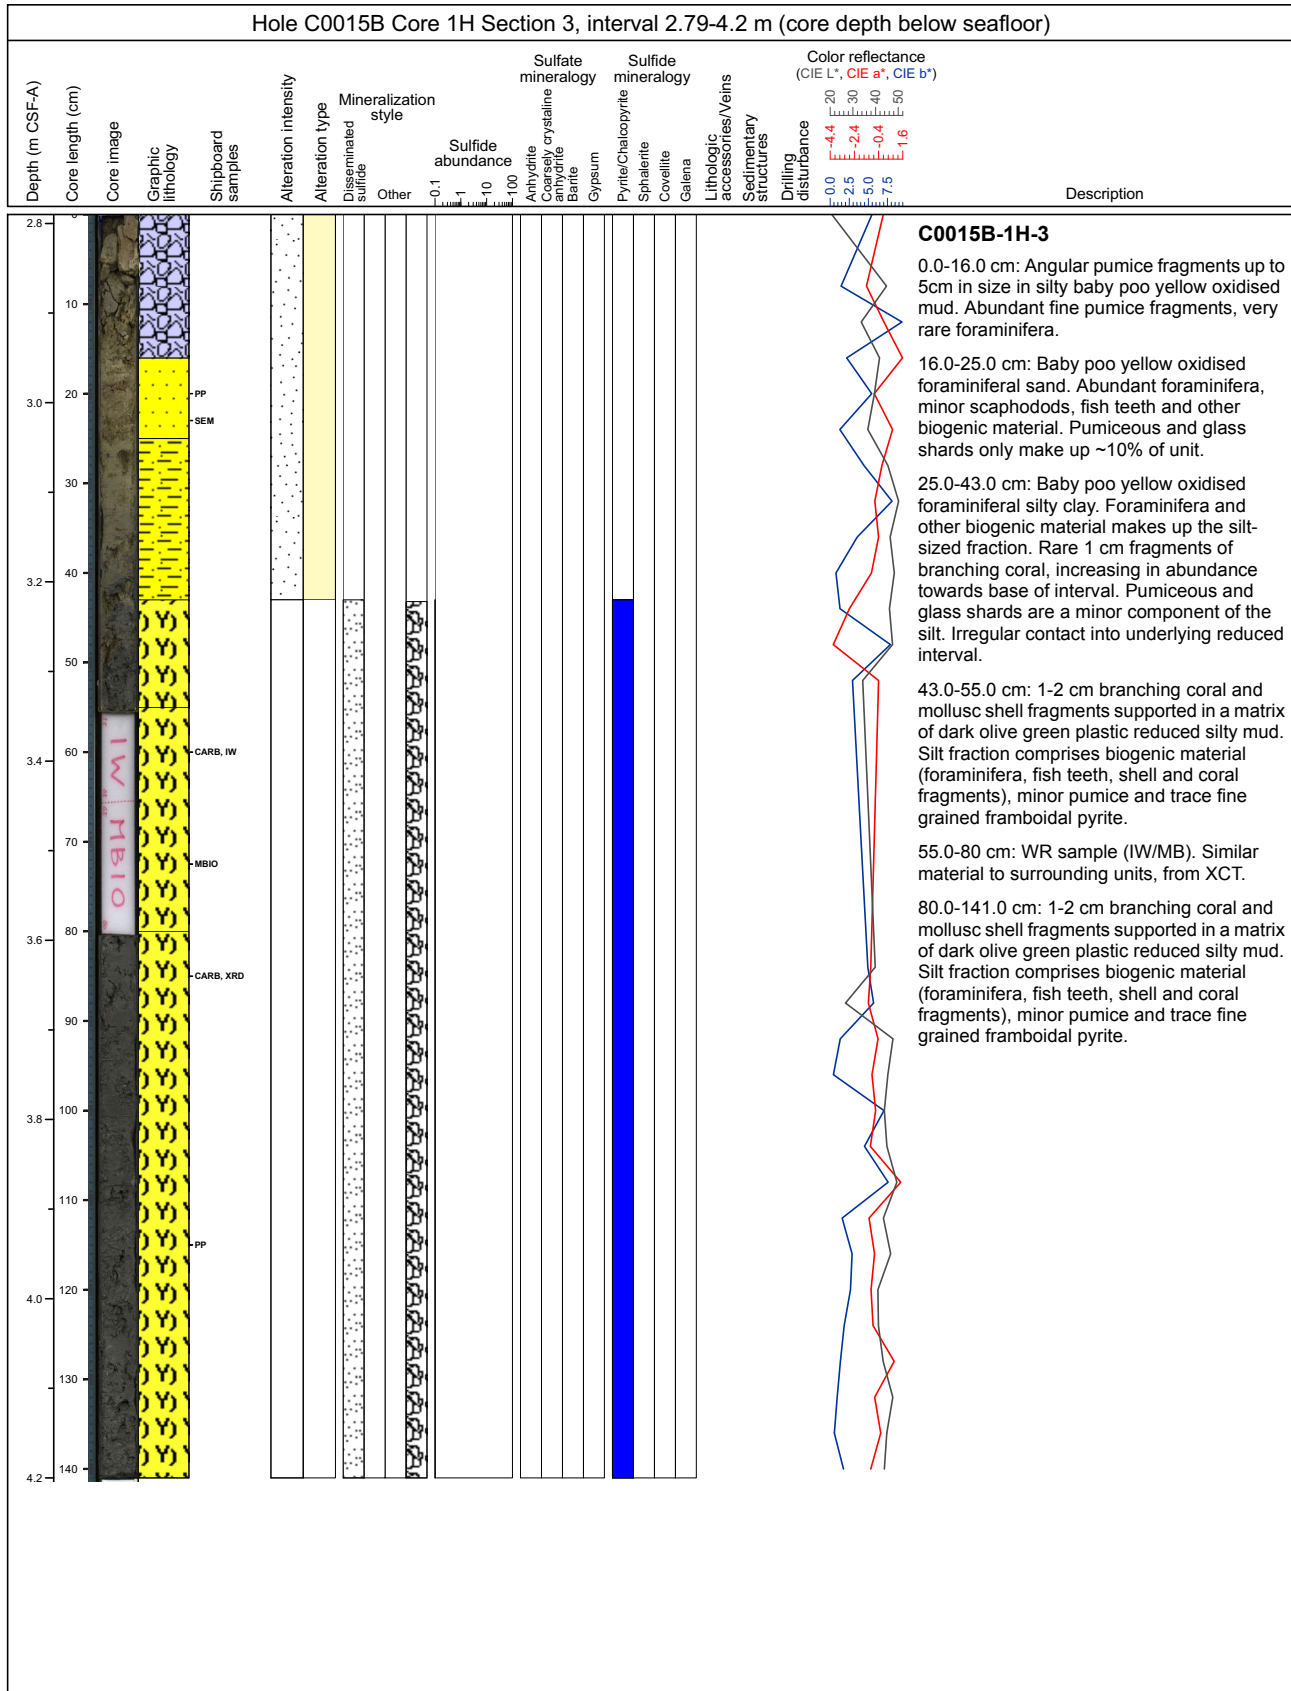 Hole C0015B Core 1H Section 3, interval 2.79-4.2 m (core depth below seafloor)
Depth (m CSF-A)
Core length (cm)
Core image
Graphic
lithology
Shipboard
samples
Alteration intensity
Alteration type
Mineralization
style
Disseminated
sulfide
Other
Sulfide
abundance
0.1
1
10
100
Sulfate
mineralogy
Anhydrite
Coarsely crystaline
anhydrite
Barite
Gypsum
Sulfide
mineralogy
Pyrite/Chalcopyrite
Sphalerite
Covellite
Galena
Lithologic
accessories/Veins
Sedimentary
structures
Drilling
disturbance
Color reflectance
(CIE L*, CIE a*, CIE b*)
20
30
40
50
-4.4
-2.4
-0.4
1.6
0.0
2.5
5.0
7.5
Description
2.8
3.0
3.2
3.4
3.6
3.8
4.0
4.2
10
20
30
40
50
60
70
80
90
100
110
120
130
140
IW
MBIO
PP
SEM
CARB, IW
MBIO
CARB, XRD
PP
C0015B-1H-3
0.0-16.0 cm: Angular pumice fragments up to
5cm in size in silty baby poo yellow oxidised
mud. Abundant fine pumice fragments, very
rare foraminifera.
16.0-25.0 cm: Baby poo yellow oxidised
foraminiferal sand. Abundant foraminifera,
minor scaphodods, fish teeth and other
biogenic material. Pumiceous and glass
shards only make up ~10% of unit.
25.0-43.0 cm: Baby poo yellow oxidised
foraminiferal silty clay. Foraminifera and
other biogenic material makes up the silt-
sized fraction. Rare 1 cm fragments of
branching coral, increasing in abundance
towards base of interval. Pumiceous and
glass shards are a minor component of the
silt. Irregular contact into underlying reduced
interval.
43.0-55.0 cm: 1-2 cm branching coral and
mollusc shell fragments supported in a matrix
of dark olive green plastic reduced silty mud.
Silt fraction comprises biogenic material
(foraminifera, fish teeth, shell and coral
fragments), minor pumice and trace fine
grained framboidal pyrite.
55.0-80 cm: WR sample (IW/MB). Similar
material to surrounding units, from XCT.
80.0-141.0 cm: 1-2 cm branching coral and
mollusc shell fragments supported in a matrix
of dark olive green plastic reduced silty mud.
Silt fraction comprises biogenic material
(foraminifera, fish teeth, shell and coral
fragments), minor pumice and trace fine
grained framboidal pyrite.